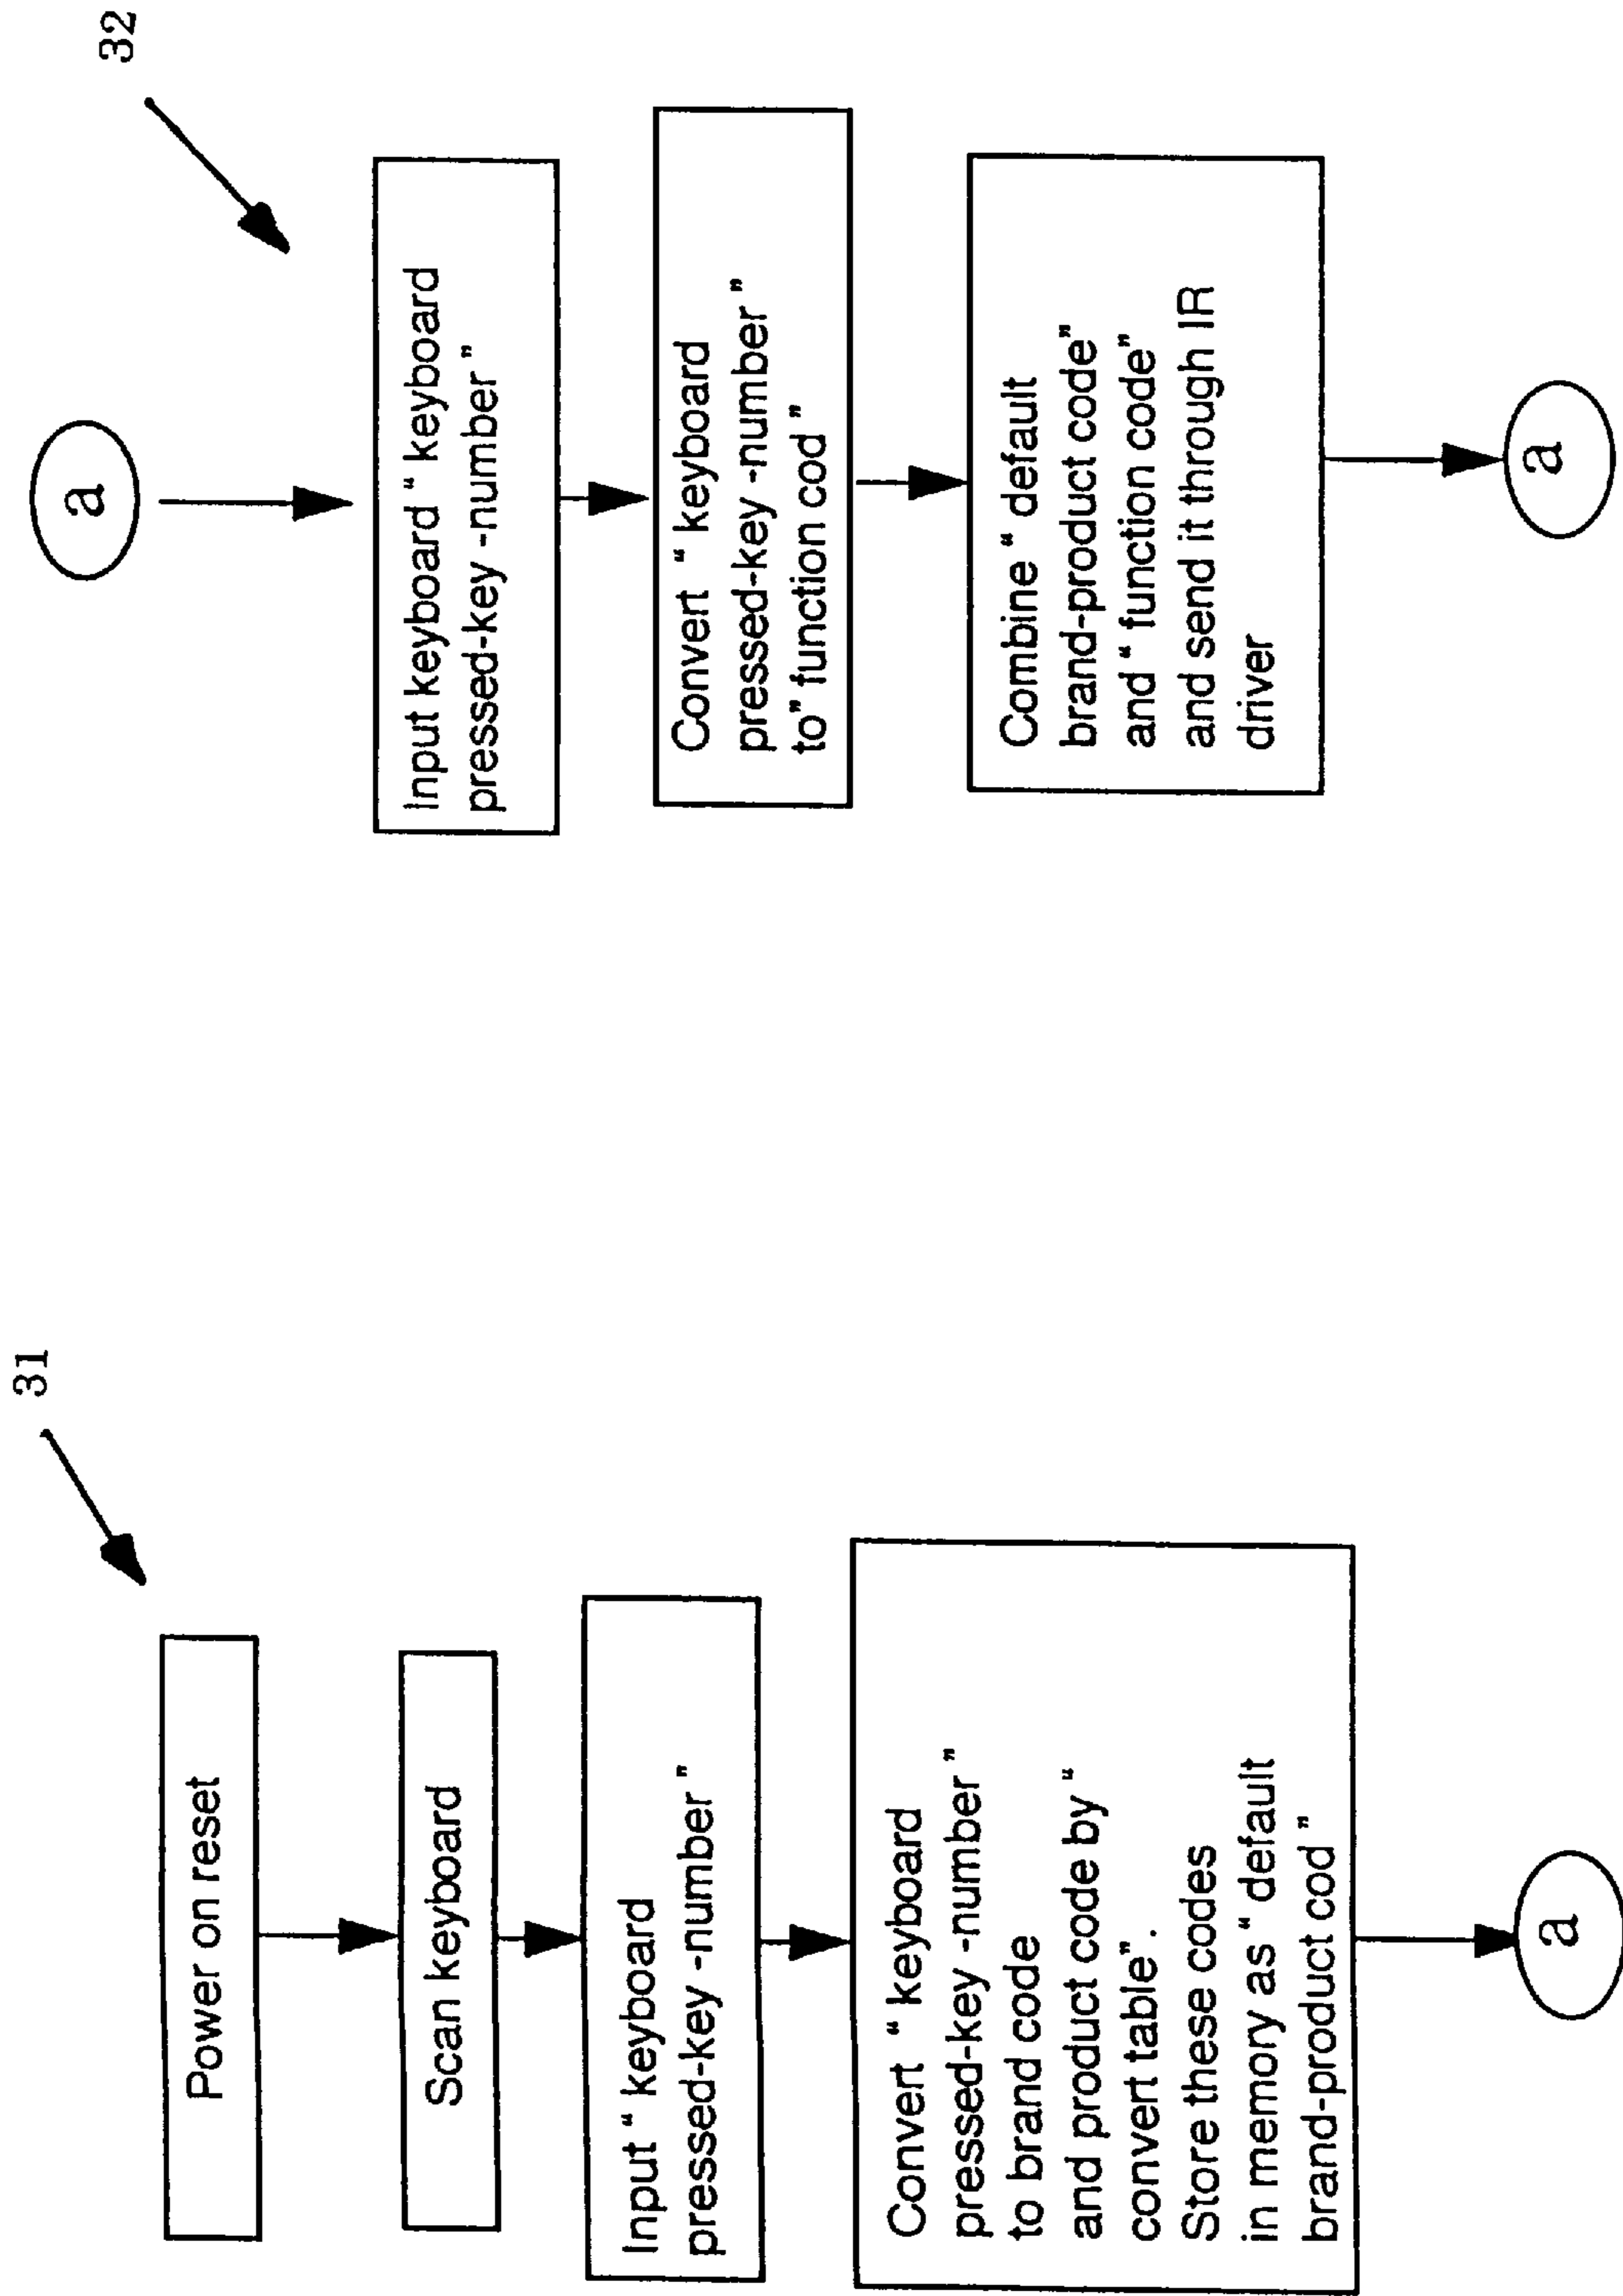 31
Power on reset
Scan keyboard
Input “ keyboard
pressed-key -number ”
Convert “ keyboard
pressed-key -number ”
to brand code
and product code by “
convert table”.
Store these codes
in memory as “ default
brand-product cod ”
a
32
a
Input keyboard “ keyboard
pressed-key -number ”
Convert “ keyboard
pressed-key -number ”
to” function cod ”
Combine “ default
brand-product code”
and “ function code”
and send it through IR
driver
a